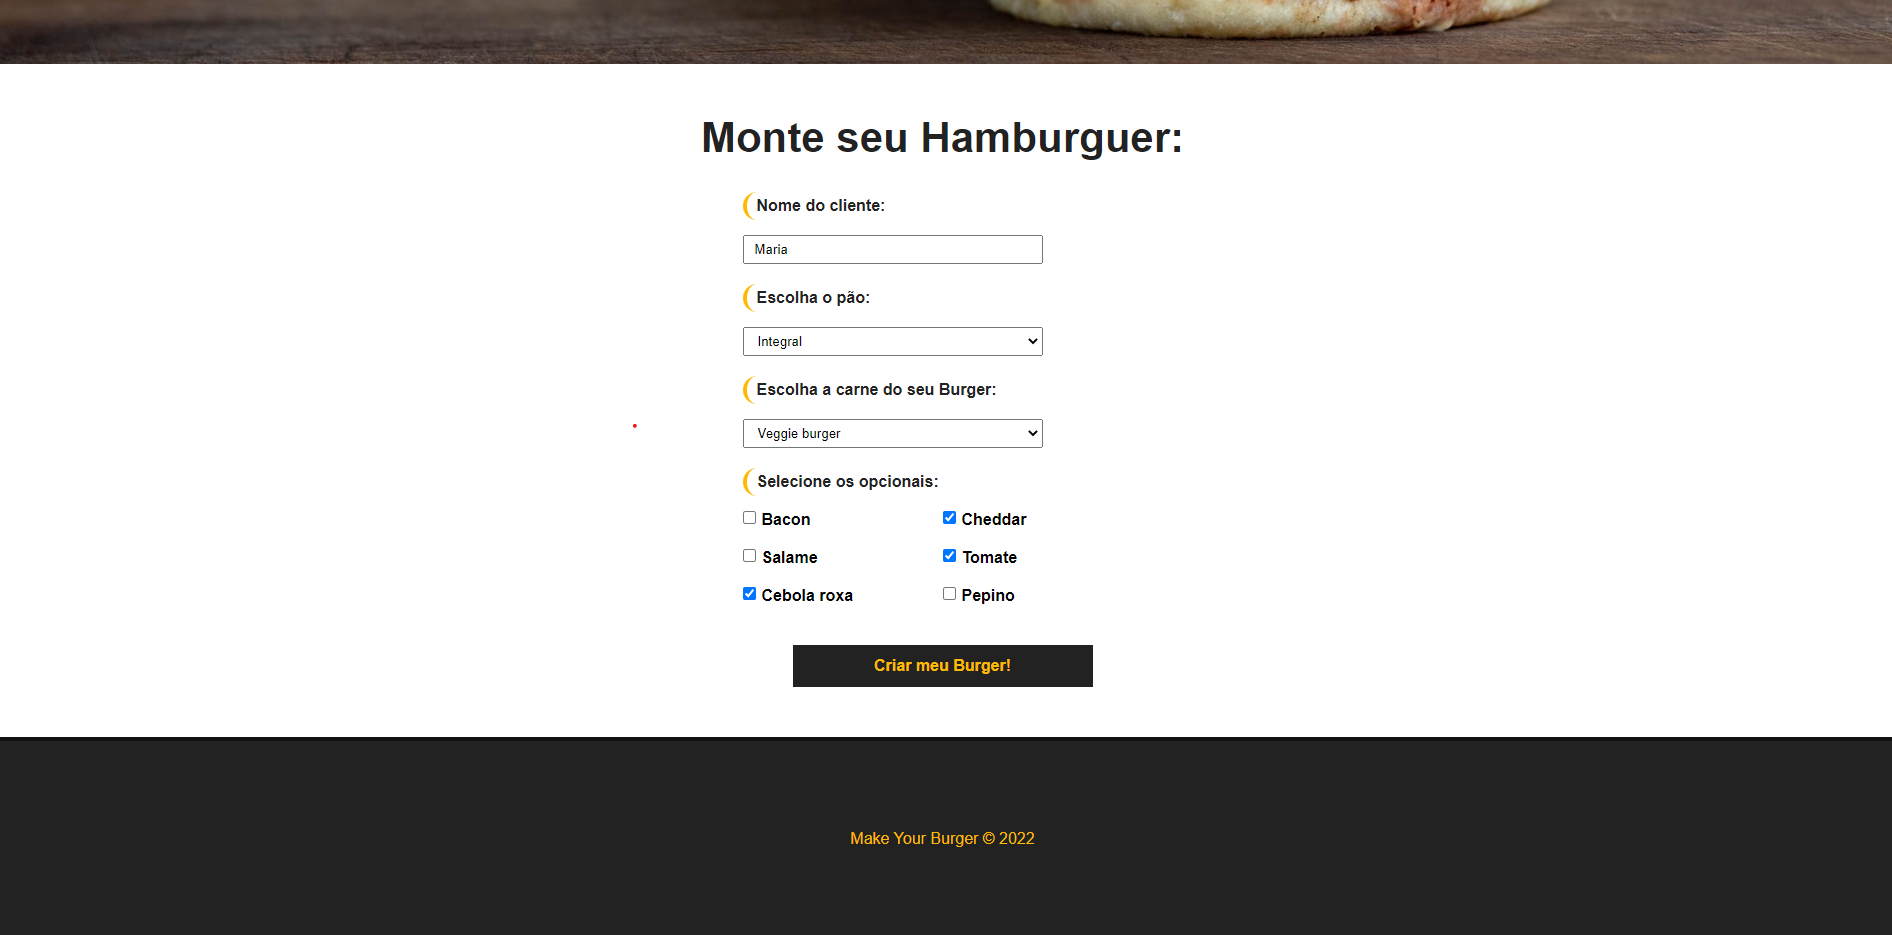 Monte seu Hamburguer:
Nome do cliente:
Maria
Escolha o pão:
Integral
Escolha a carne do seu Burger:
Veggie burger
Selecione os opcionais:
Bacon
Cheddar
Salame
Tomate
Cebola roxa
Pepino
Criar meu Burger!
Make Your Burger © 2022